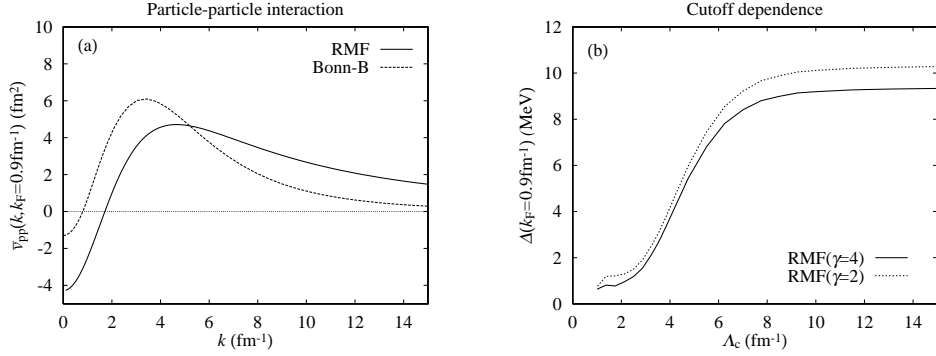 Particle-particle interaction
(a)
RMF
Bonn-B
v̄pp(k,kF=0.9fm-1) (fm2)
10
8
6
4
2
0
-2
-4
0 2 4 6 8 10 12 14
k (fm-1)
Cutoff dependence
(b)
Δ(kF=0.9fm-1) (MeV)
12
10
8
6
4
2
0
RMF(γ=4)
RMF(γ=2)
0 2 4 6 8 10 12 14
Λc (fm-1)